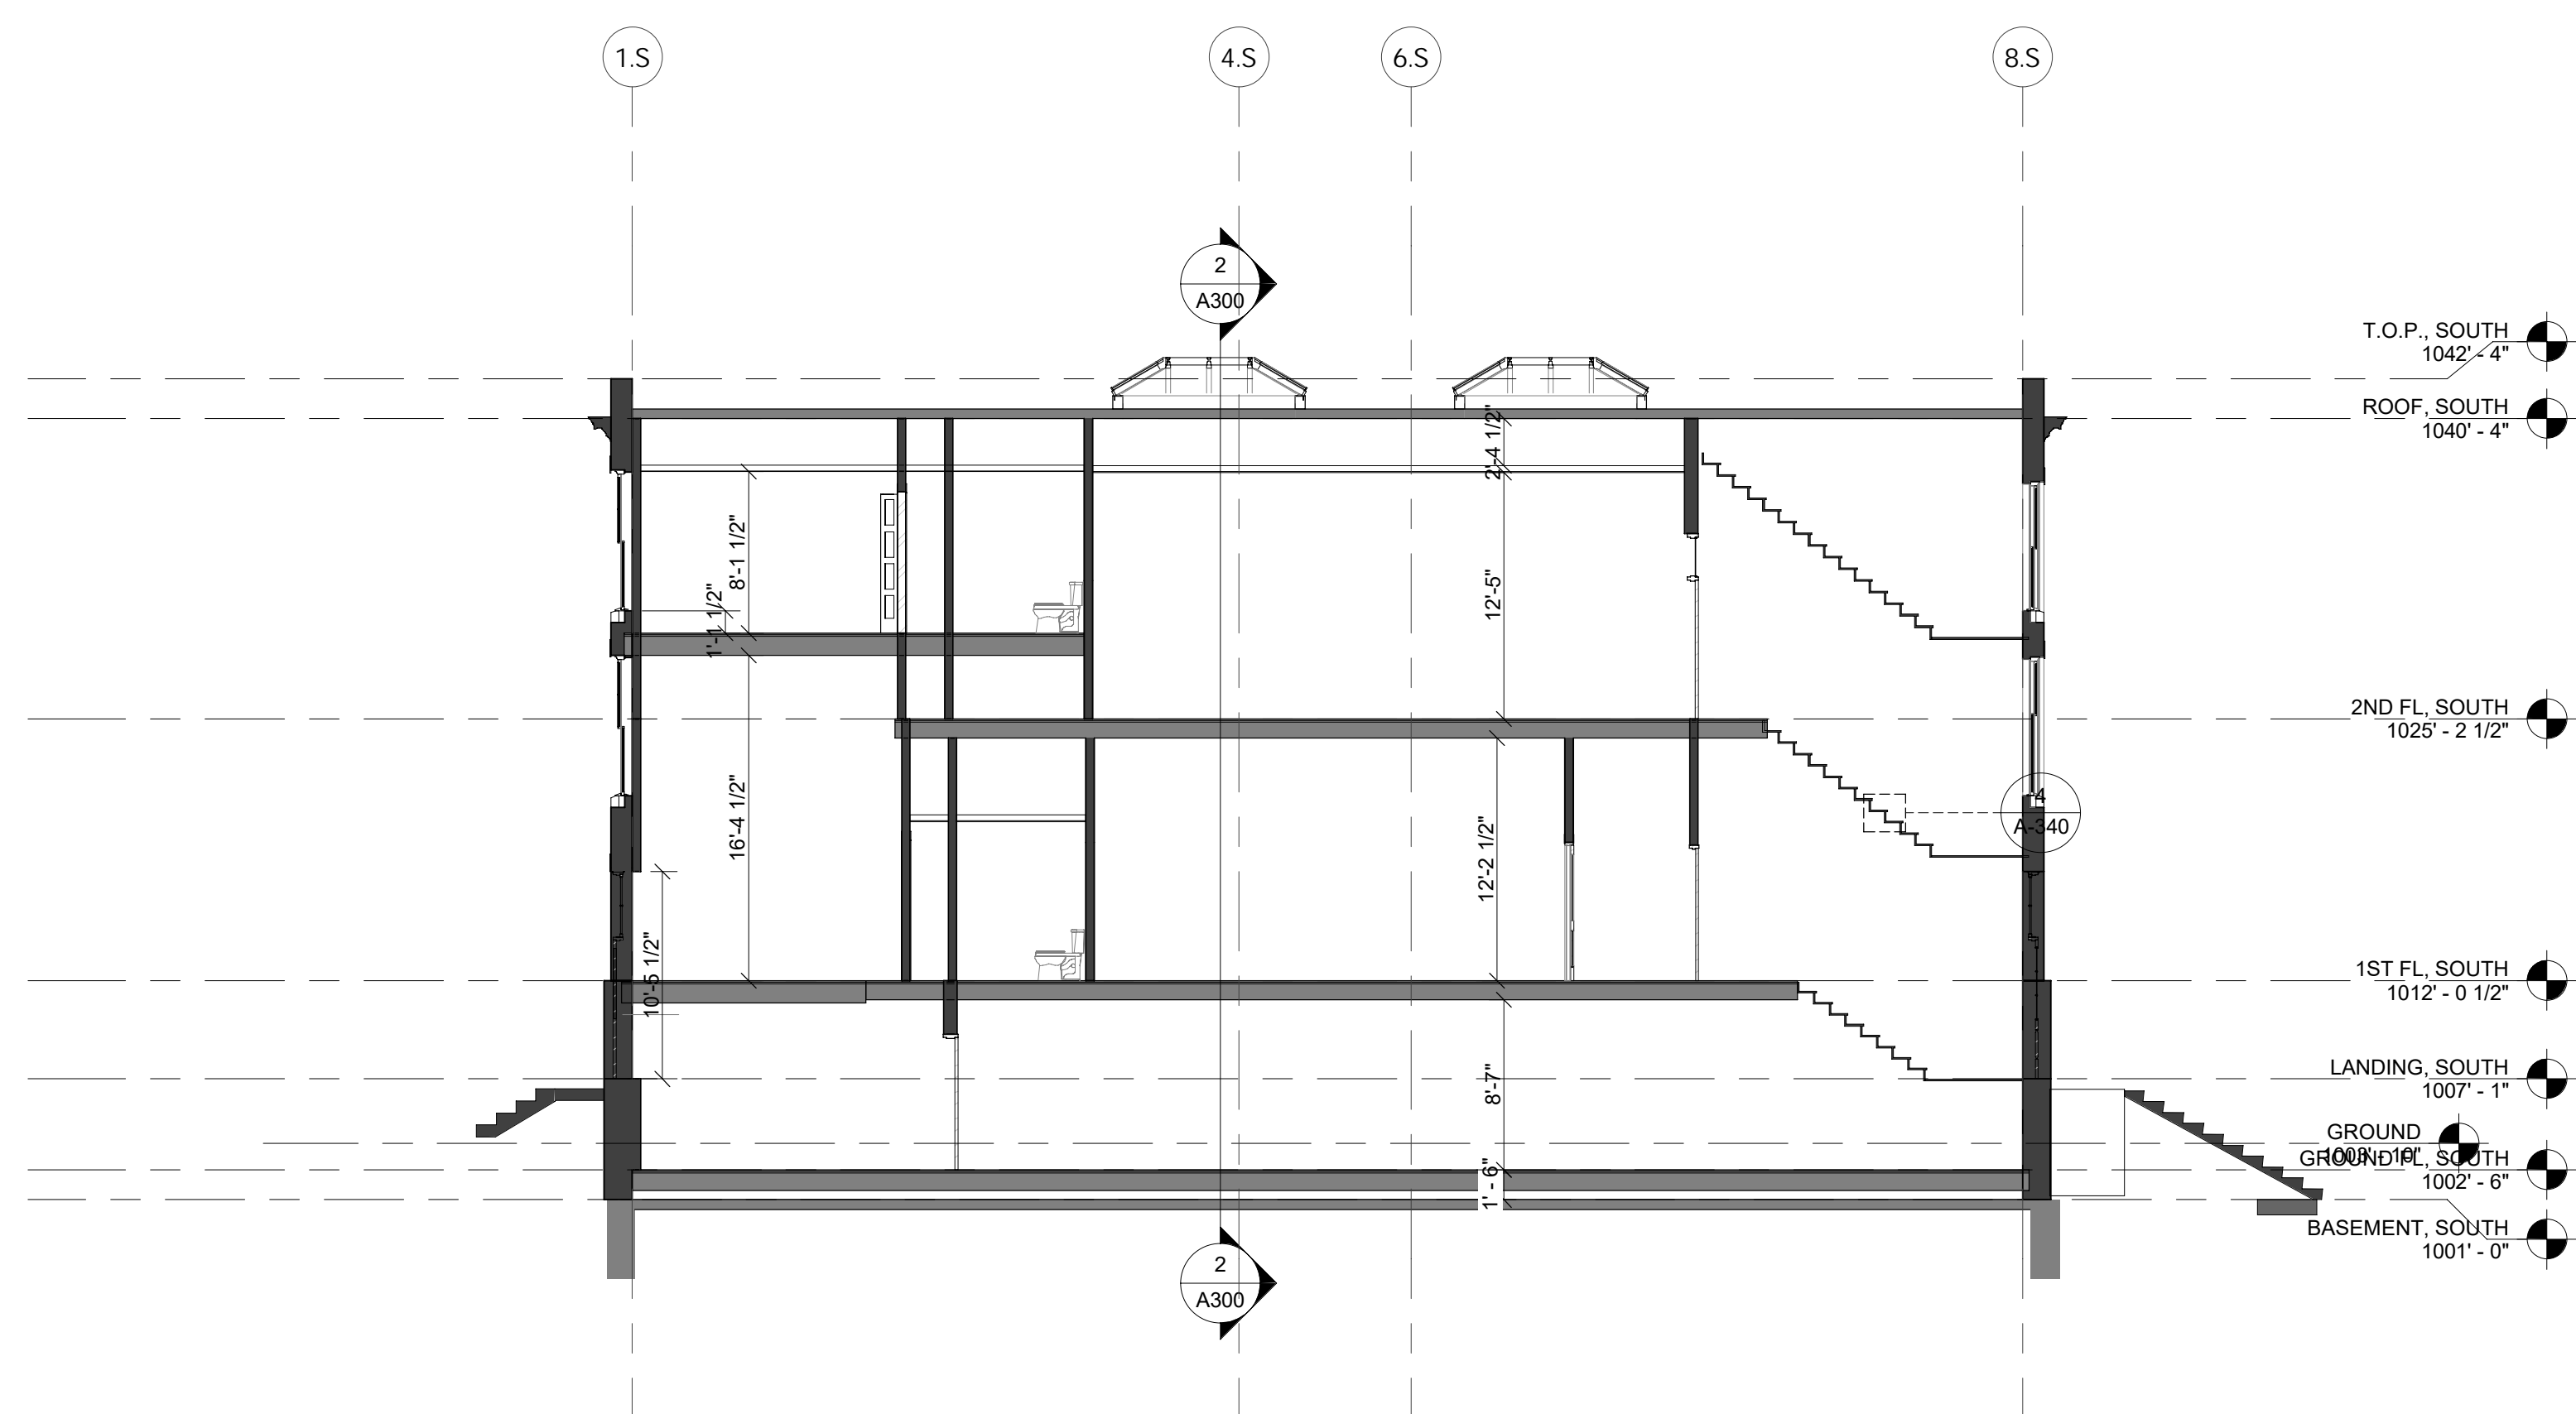 1.S
4.S
6.S
8.S
2
A300
T.O.P., SOUTH
1042' - 4"
ROOF, SOUTH
1040' - 4"
2'-4 1/2"
8'-1 1/2"
12'-5"
1'-1 1/2"
2ND FL, SOUTH
1025' - 2 1/2"
16'-4 1/2"
4
A-340
12'-2 1/2"
10'-5 1/2"
1ST FL, SOUTH
1012' - 0 1/2"
8'-7"
LANDING, SOUTH
1007' - 1"
GROUND
1003' - 10"
GROUND FL, SOUTH
1002' - 6"
1' - 6"
BASEMENT, SOUTH
1001' - 0"
2
A300